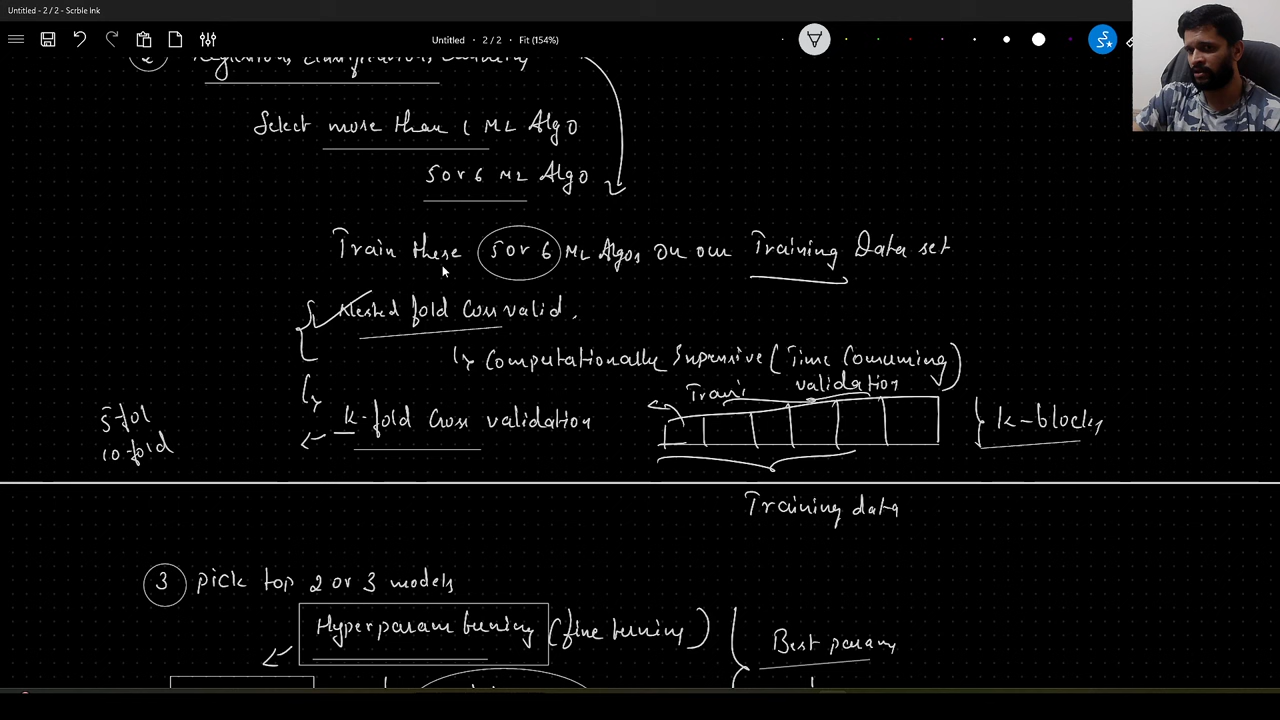 Untitled - 2 / 2 - Scrble Ink
Untitled • 2 / 2 • Fit (154%)
2
Select more than 1 ML Algo
5 or 6 ML Algo
Train these 5 or 6 ML Algos on our Training Data set
Nested fold Cross valid.
Computationally Expensive (Time Consuming)
Train validation
5-fol
10-fold
k-fold Cross validation
k-blocks
Training data
3 pick top 2 or 3 models
Hyperparam tuning (fine tuning)
Best params